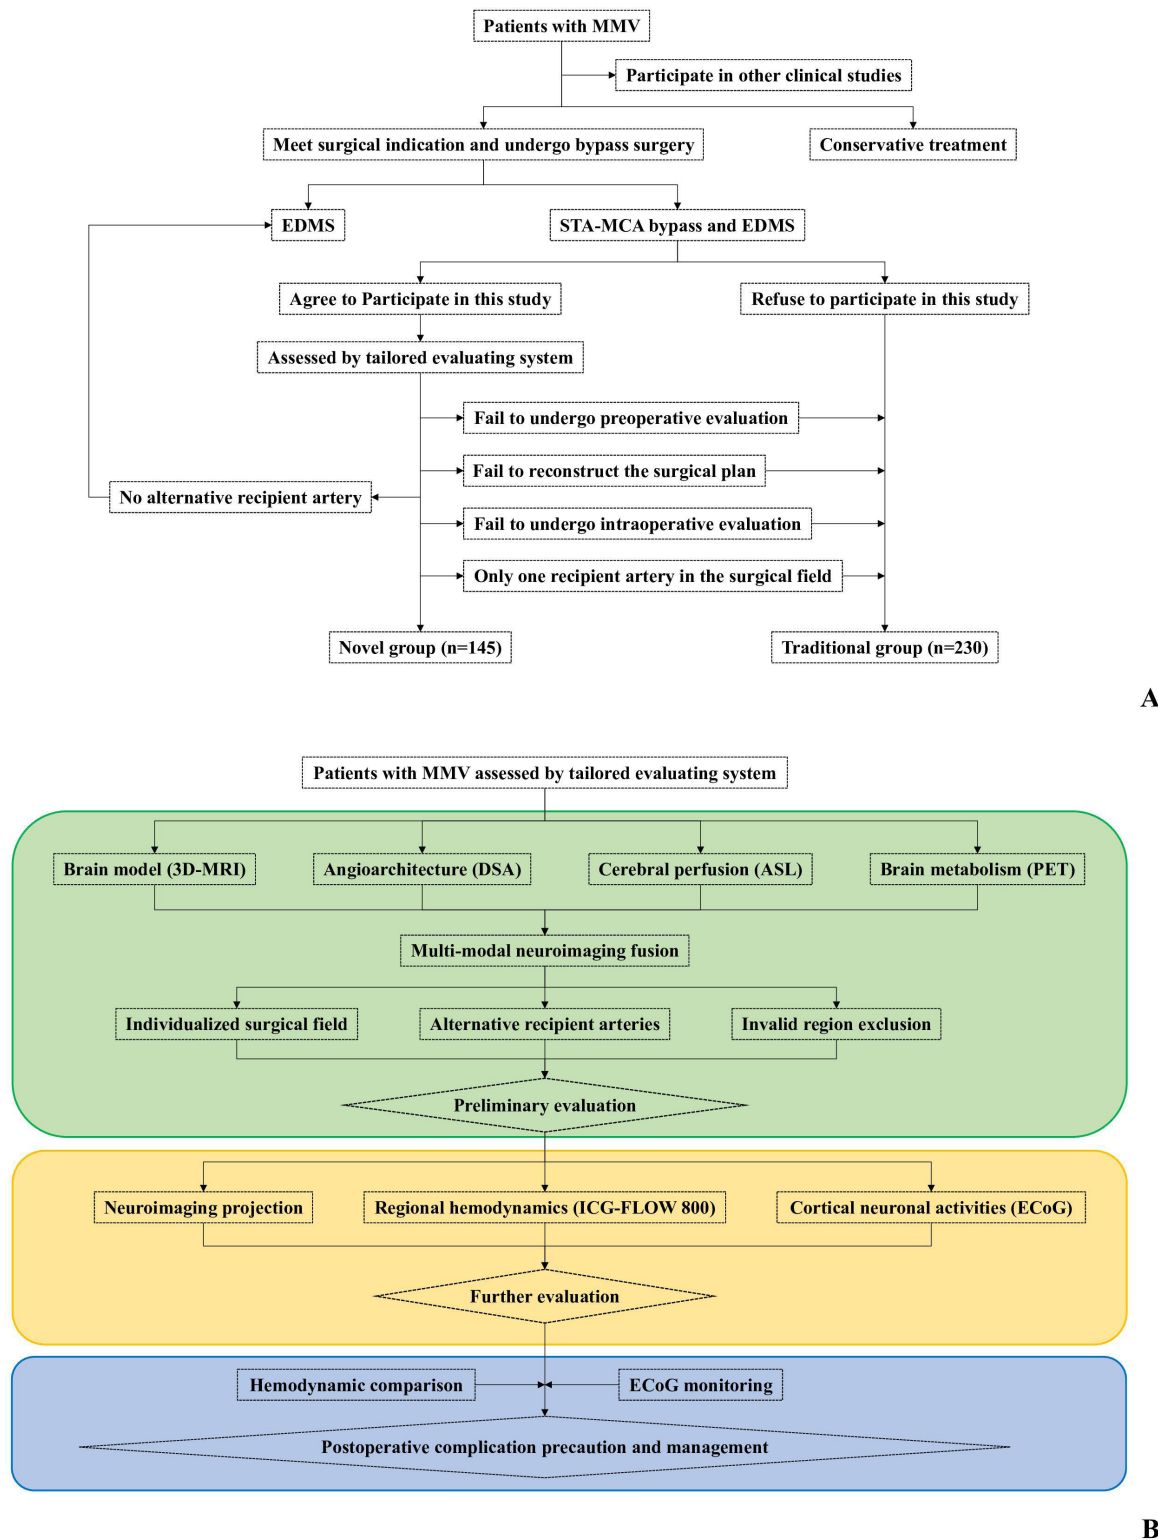 Patients with MMV
Participate in other clinical studies
Meet surgical indication and undergo bypass surgery
Conservative treatment
EDMS
STA-MCA bypass and EDMS
Agree to Participate in this study
Refuse to participate in this study
Assessed by tailored evaluating system
Fail to undergo preoperative evaluation
Fail to reconstruct the surgical plan
No alternative recipient artery
Fail to undergo intraoperative evaluation
Only one recipient artery in the surgical field
Novel group (n=145)
Traditional group (n=230)
A
Patients with MMV assessed by tailored evaluating system
Brain model (3D-MRI)
Angioarchitecture (DSA)
Cerebral perfusion (ASL)
Brain metabolism (PET)
Multi-modal neuroimaging fusion
Individualized surgical field
Alternative recipient arteries
Invalid region exclusion
Preliminary evaluation
Neuroimaging projection
Regional hemodynamics (ICG-FLOW 800)
Cortical neuronal activities (ECoG)
Further evaluation
Hemodynamic comparison
ECoG monitoring
Postoperative complication precaution and management
B